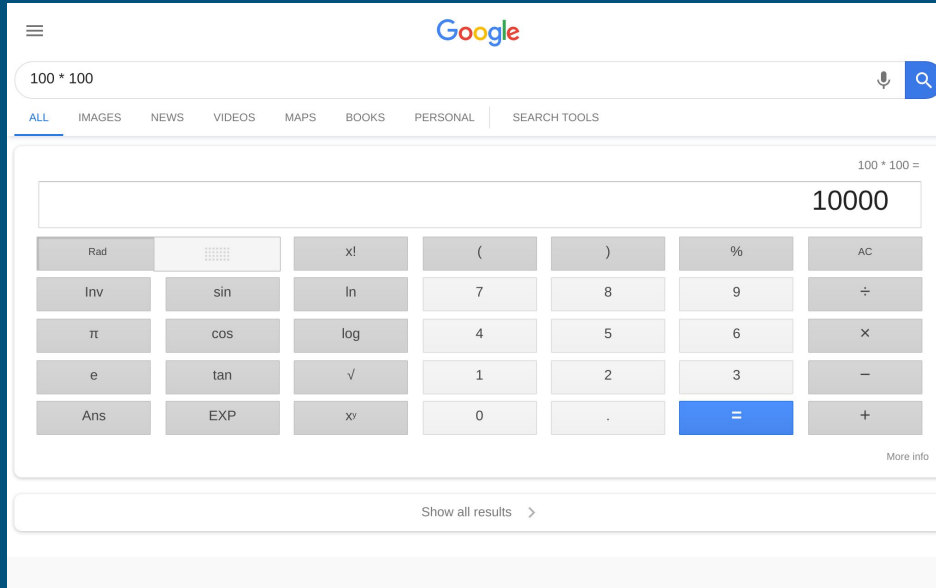 Google
100 * 100
ALL IMAGES NEWS VIDEOS MAPS BOOKS PERSONAL SEARCH TOOLS
100 * 100 =
10000
Rad x! ( ) % AC
Inv sin ln 7 8 9 ÷
π cos log 4 5 6 ×
e tan √ 1 2 3 −
Ans EXP xʸ 0 . = +
More info
Show all results